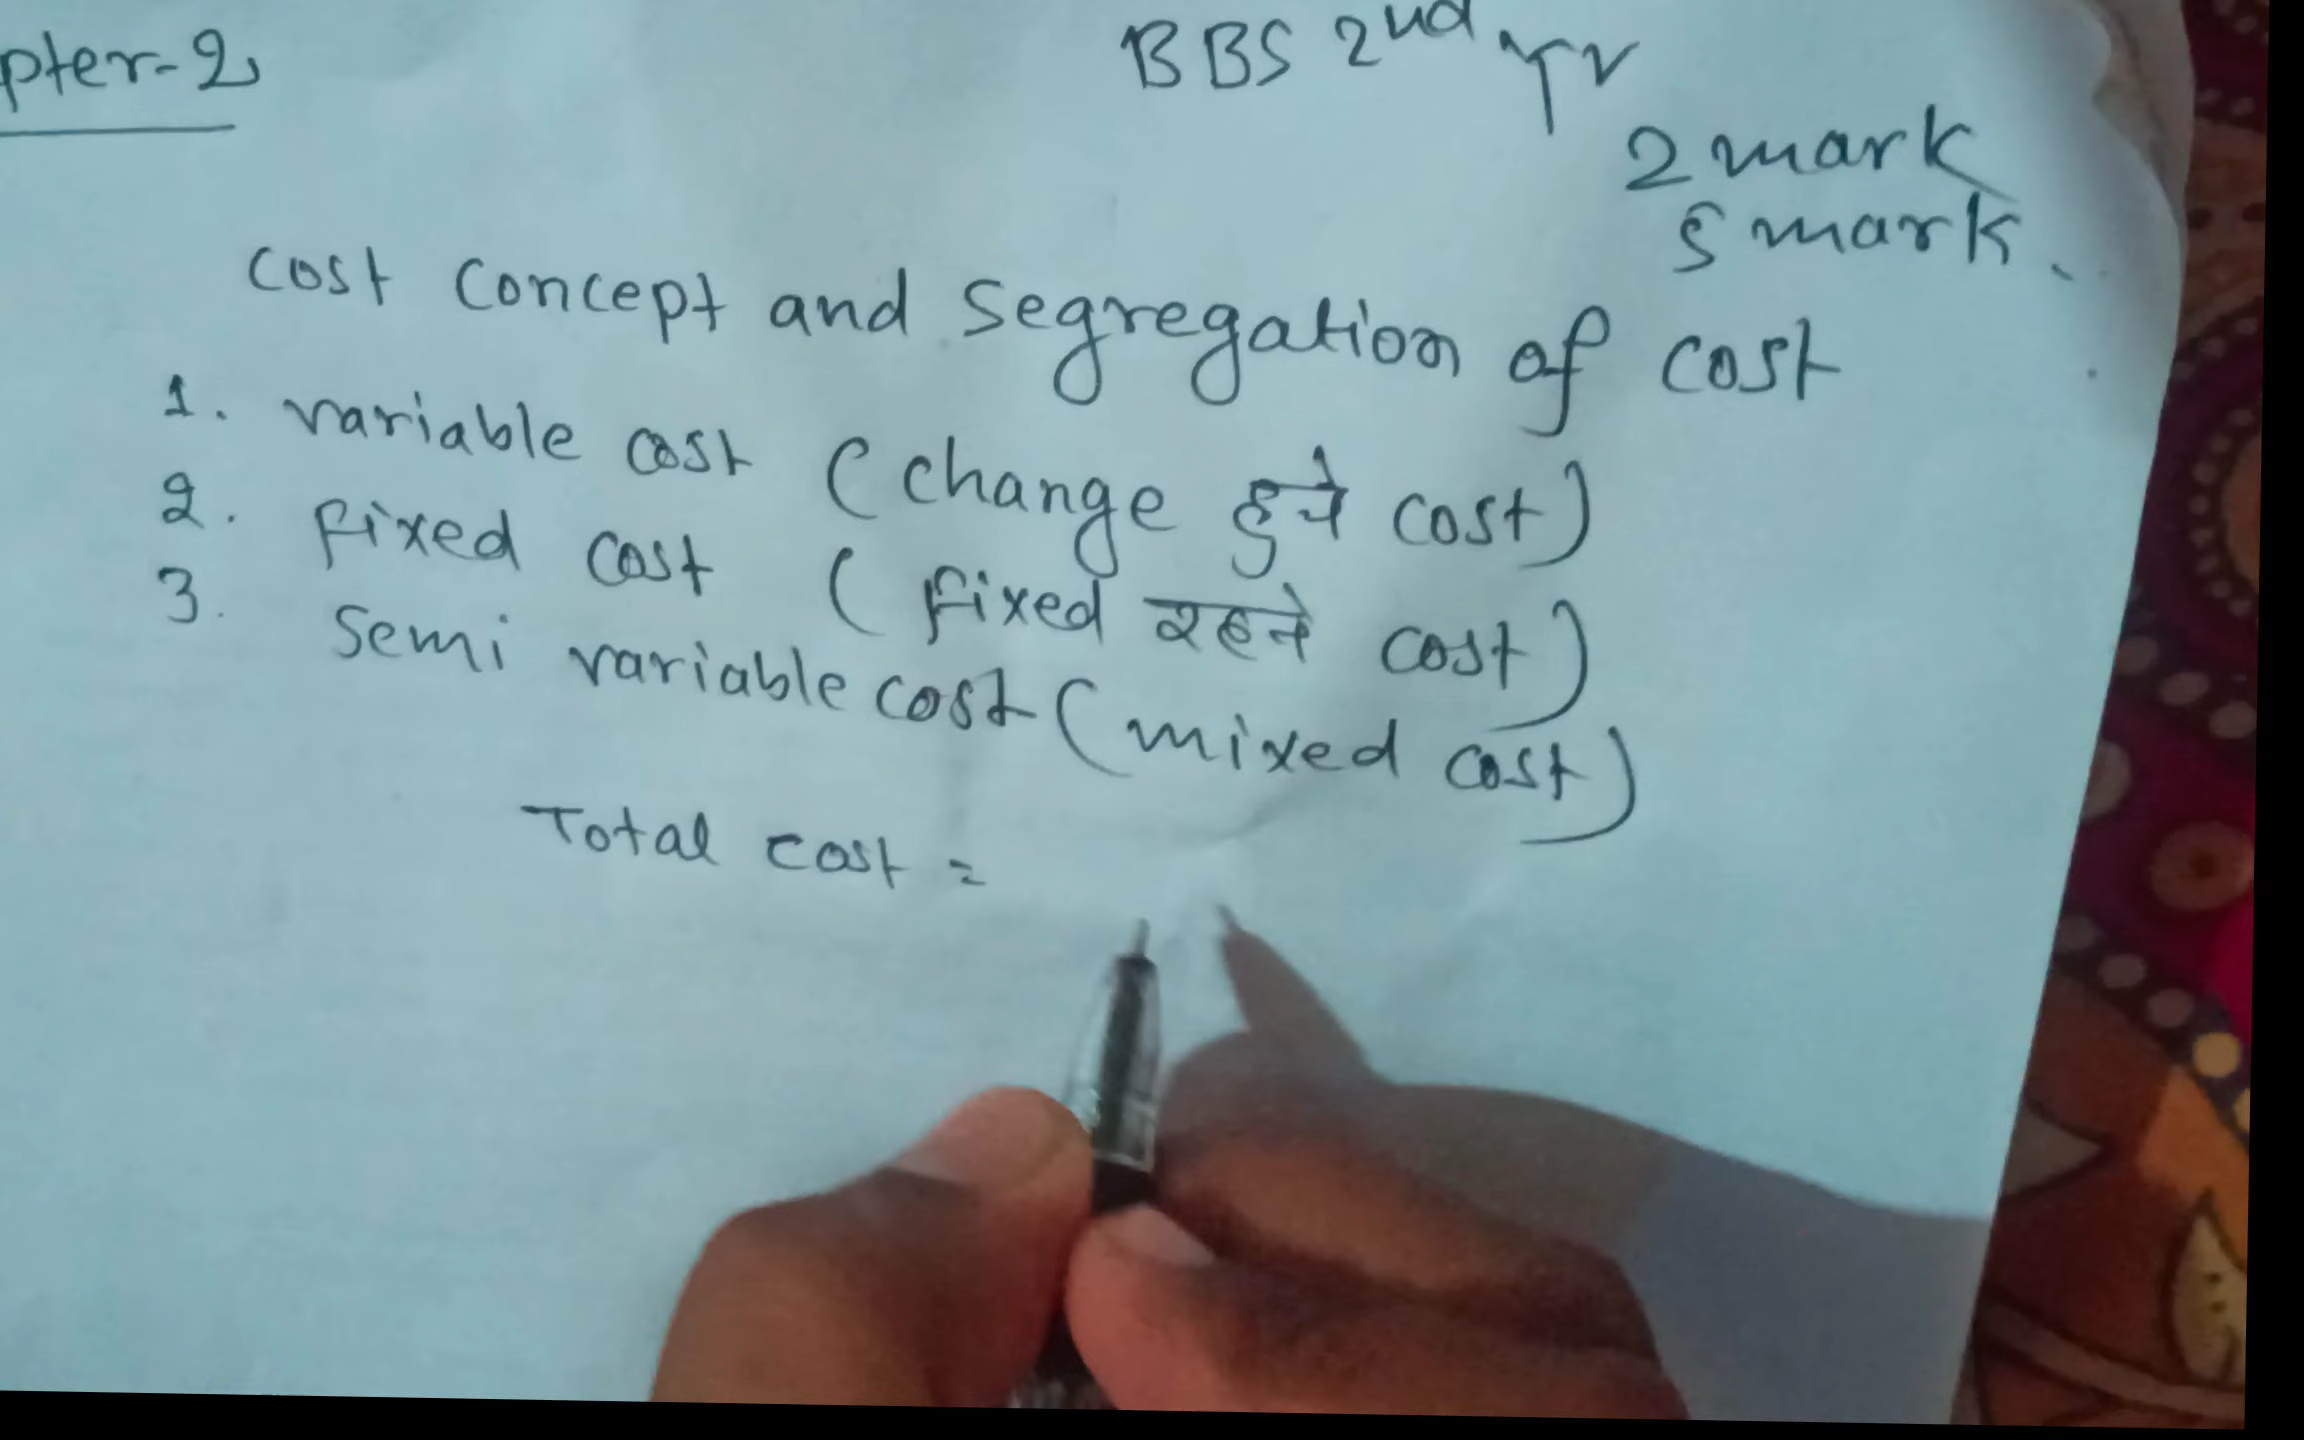 pter-2
BBS 2nd yr
2 mark
5 mark.
cost concept and segregation of cost
1. variable cost (change हुने cost)
2. fixed cost (fixed रहने cost)
3. semi variable cost (mixed cost)
Total cost =